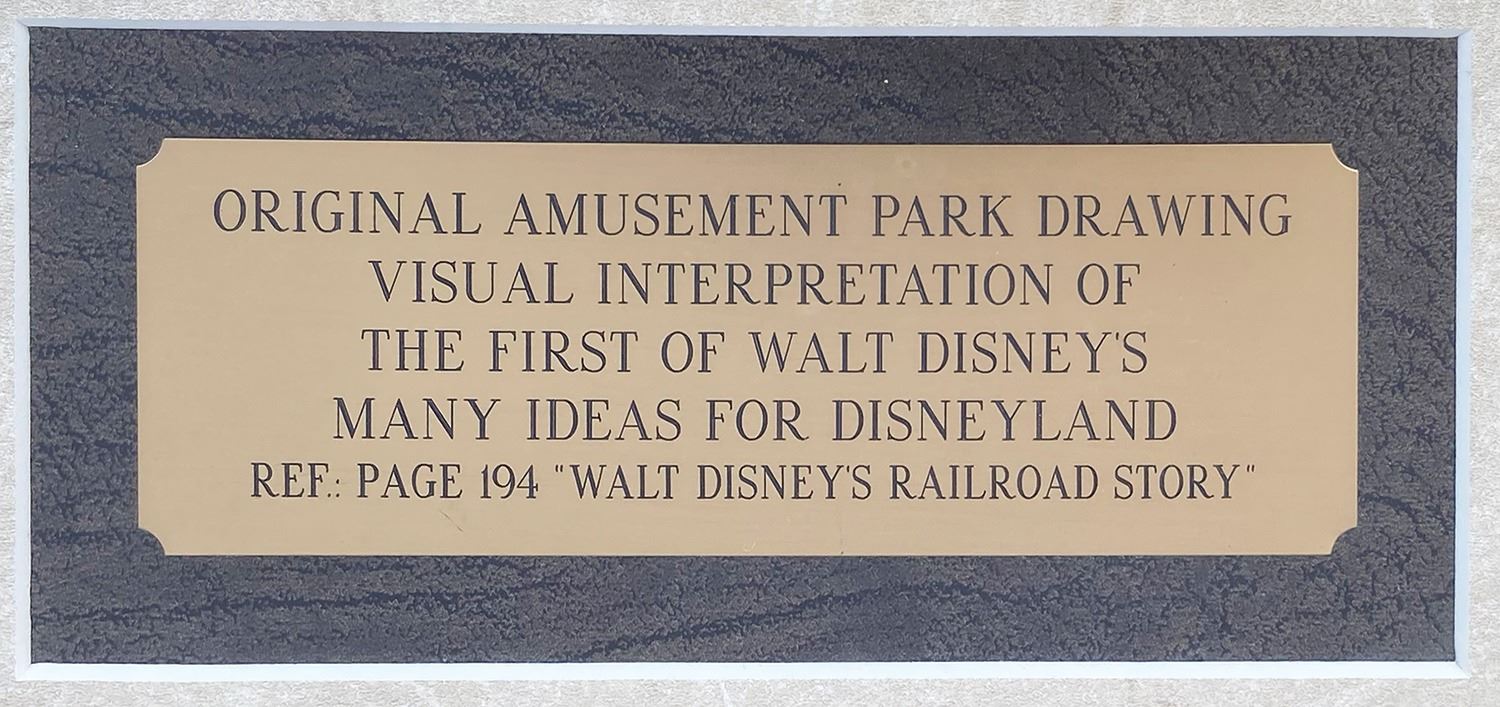 ORIGINAL AMUSEMENT PARK DRAWING
VISUAL INTERPRETATION OF
THE FIRST OF WALT DISNEY'S
MANY IDEAS FOR DISNEYLAND
REF.: PAGE 194 "WALT DISNEY'S RAILROAD STORY"